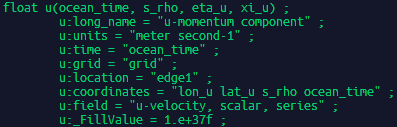 float u(ocean_time, s_rho, eta_u, xi_u) ;
u:long_name = "u-momentum component" ;
u:units = "meter second-1" ;
u:time = "ocean_time" ;
u:grid = "grid" ;
u:location = "edge1" ;
u:coordinates = "lon_u lat_u s_rho ocean_time" ;
u:field = "u-velocity, scalar, series" ;
u:_FillValue = 1.e+37f ;